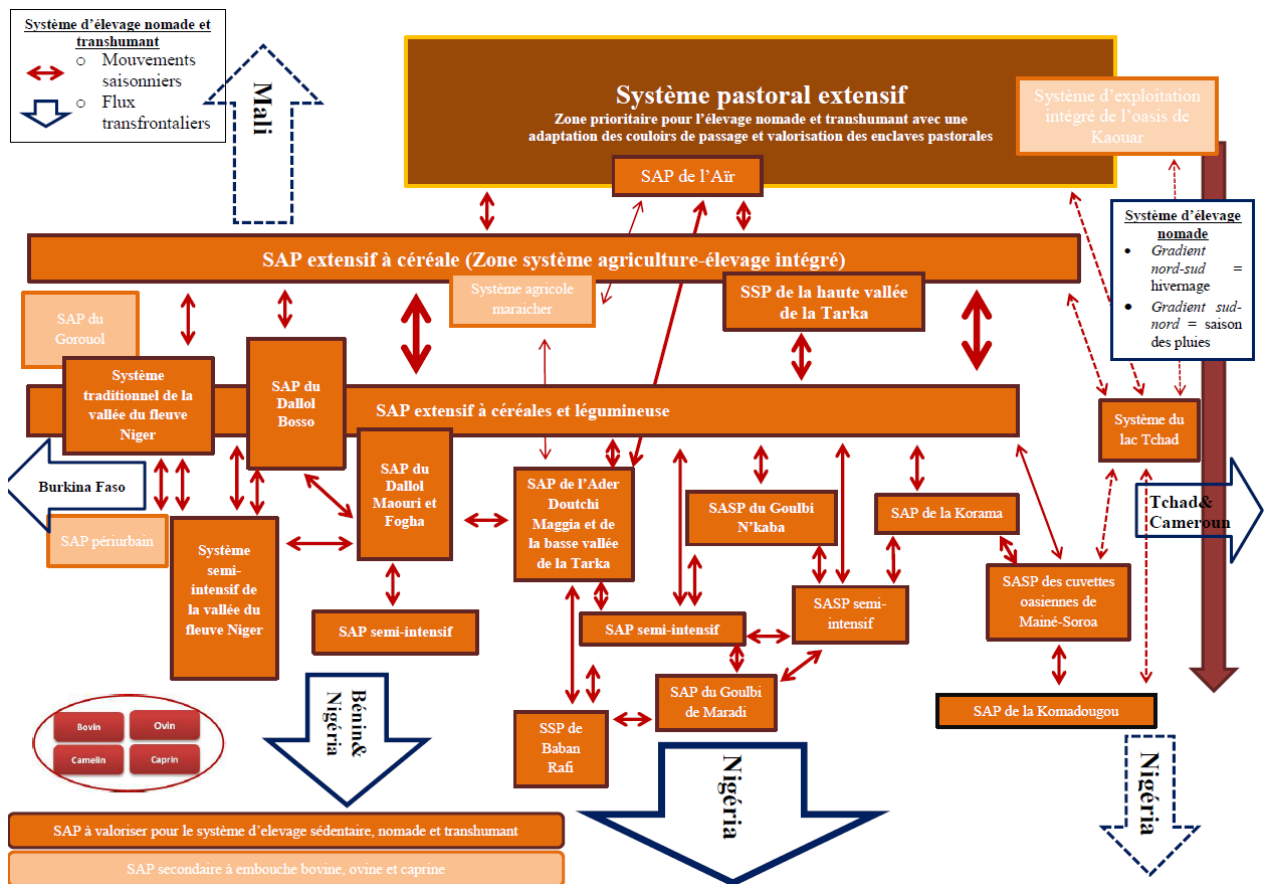 Système d'élevage nomade et
transhumant
o Mouvements
saisonniers
o Flux
transfrontaliers
Mali
Système pastoral extensif
Zone prioritaire pour l'élevage nomade et transhumant avec une
adaptation des couloirs de passage et valorisation des enclaves pastorales
Système d'exploitation
intégré de l'oasis de
Kaouar
SAP de l'Aïr
Système d'élevage
nomade
• Gradient
nord-sud =
hivernage
• Gradient sud-
nord = saison
des pluies
SAP extensif à céréale (Zone système agriculture-élevage intégré)
Système agricole
maraicher
SSP de la haute vallée
de la Tarka
SAP du
Gorouol
Système
traditionnel de la
vallée du fleuve
Niger
SAP du
Dallol
Bosso
SAP extensif à céréales et légumineuse
Système du
lac Tchad
Burkina Faso
SAP du
Dallol
Maouri et
Fogha
SAP de l'Ader
Doutchi
Maggia et de
la basse vallée
de la Tarka
SASP du Goulbi
N'kaba
SAP de la Korama
Tchad&
Cameroun
SAP périurbain
Système
semi-
intensif de
la vallée du
fleuve Niger
SASP des cuvettes
oasiennes de
Mainé-Soroa
SAP semi-intensif
SAP semi-intensif
SASP semi-
intensif
SAP du Goulbi
de Maradi
SAP de la Komadougou
SSP de
Baban
Rafi
Bovin
Ovin
Camelin
Caprin
Bénin&
Nigéria
Nigéria
Nigéria
SAP à valoriser pour le système d'elevage sédentaire, nomade et transhumant
SAP secondaire à embouche bovine, ovine et caprine